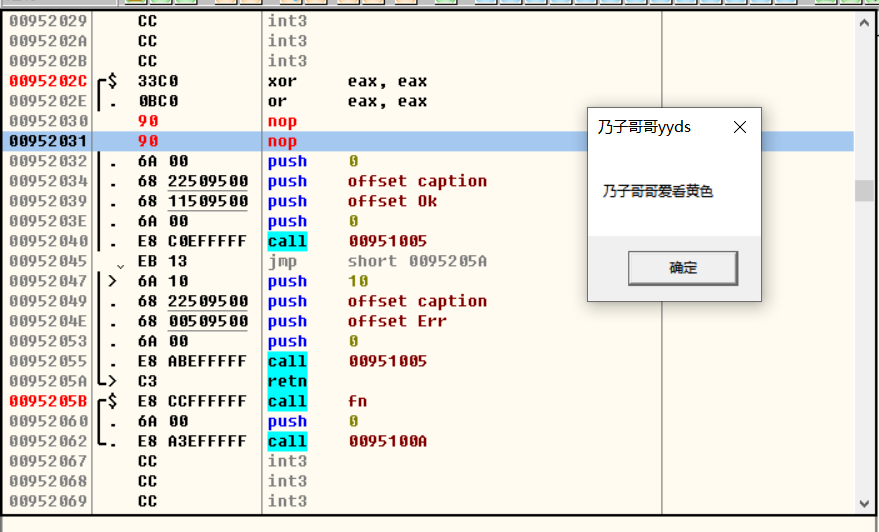 00952029 CC int3
0095202A CC int3
0095202B CC int3
0095202C $ 33C0 xor eax, eax
0095202E . 0BC0 or eax, eax
00952030 90 nop
00952031 90 nop
00952032 . 6A 00 push 0
00952034 . 68 22509500 push offset caption
00952039 . 68 11509500 push offset Ok
0095203E . 6A 00 push 0
00952040 . E8 C0EFFFFF call 00951005
00952045 EB 13 jmp short 0095205A
00952047 > 6A 10 push 10
00952049 . 68 22509500 push offset caption
0095204E . 68 00509500 push offset Err
00952053 . 6A 00 push 0
00952055 . E8 ABEFFFFF call 00951005
0095205A > C3 retn
0095205B $ E8 CCFFFFFF call fn
00952060 . 6A 00 push 0
00952062 . E8 A3EFFFFF call 0095100A
00952067 CC int3
00952068 CC int3
00952069 CC int3
乃子哥哥yyds
乃子哥哥爱看黄色
确定